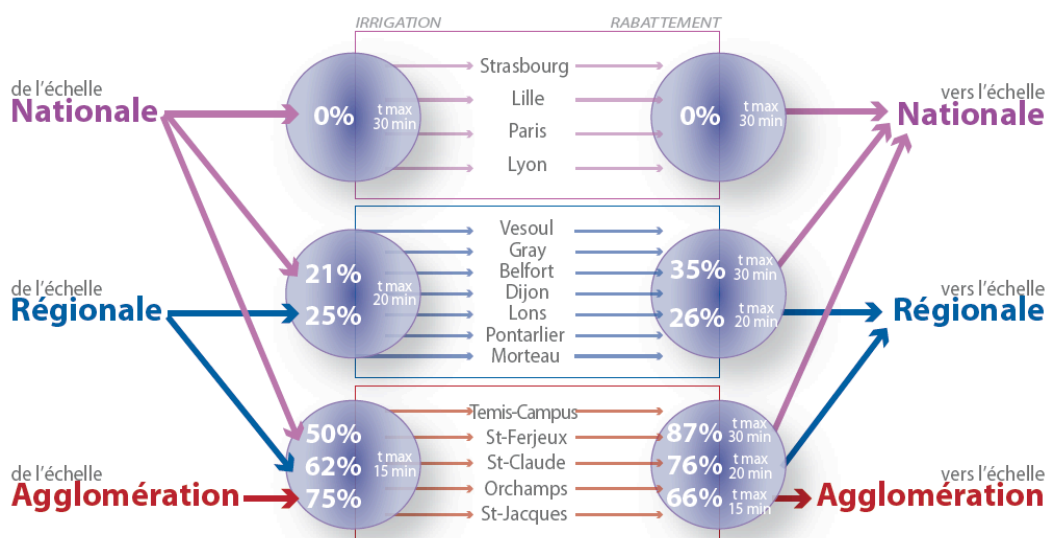 IRRIGATION
RABATTEMENT
de l'échelle
Nationale
0%
t max
30 min
Strasbourg
Lille
Paris
Lyon
0%
t max
30 min
vers l'échelle
Nationale
de l'échelle
Régionale
21%
25%
t max
20 min
Vesoul
Gray
Belfort
Dijon
Lons
Pontarlier
Morteau
35%
t max
30 min
26%
t max
20 min
vers l'échelle
Régionale
de l'échelle
Agglomération
50%
62%
75%
t max
15 min
Temis-Campus
St-Ferjeux
St-Claude
Orchamps
St-Jacques
87%
t max
30 min
76%
t max
20 min
66%
t max
15 min
vers l'échelle
Agglomération